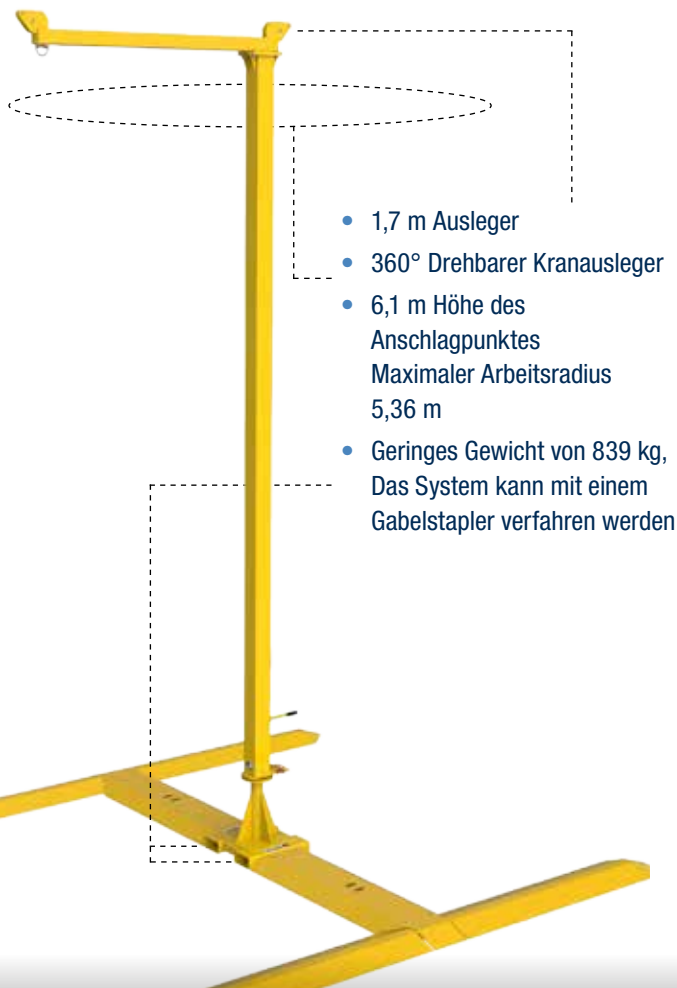 • 1,7 m Ausleger
• 360° Drehbarer Kranausleger
• 6,1 m Höhe des
Anschlagpunktes
Maximaler Arbeitsradius
5,36 m
• Geringes Gewicht von 839 kg,
Das System kann mit einem
Gabelstapler verfahren werden